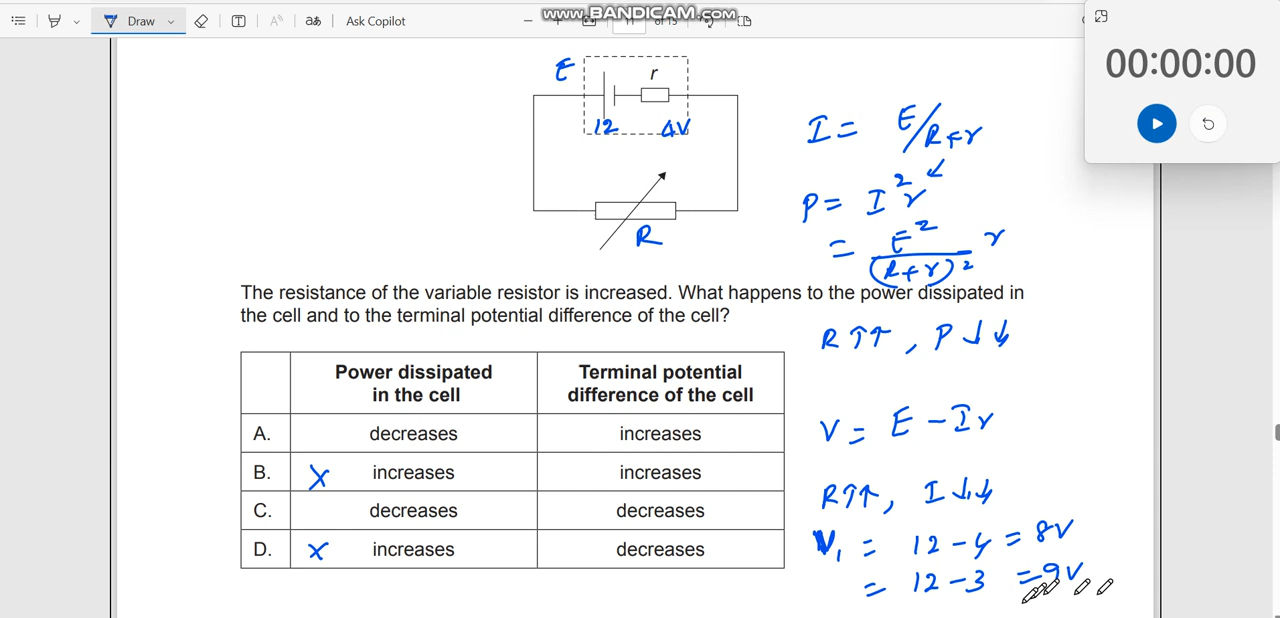 Draw
Ask Copilot
www.BANDICAM.com
of 15
00:00:00
E
r
12
4V
R
I = E/R+r
P = I²r
= E²/(R+r)² r
The resistance of the variable resistor is increased. What happens to the power dissipated in
the cell and to the terminal potential difference of the cell?
R↑↑, P↓↓
Power dissipated in the cell
Terminal potential difference of the cell
A. decreases increases
B. X increases increases
C. decreases decreases
D. X increases decreases
V = E - Ir
R↑↑, I↓↓
V₁ = 12 - 4 = 8V
= 12 - 3 = 9V